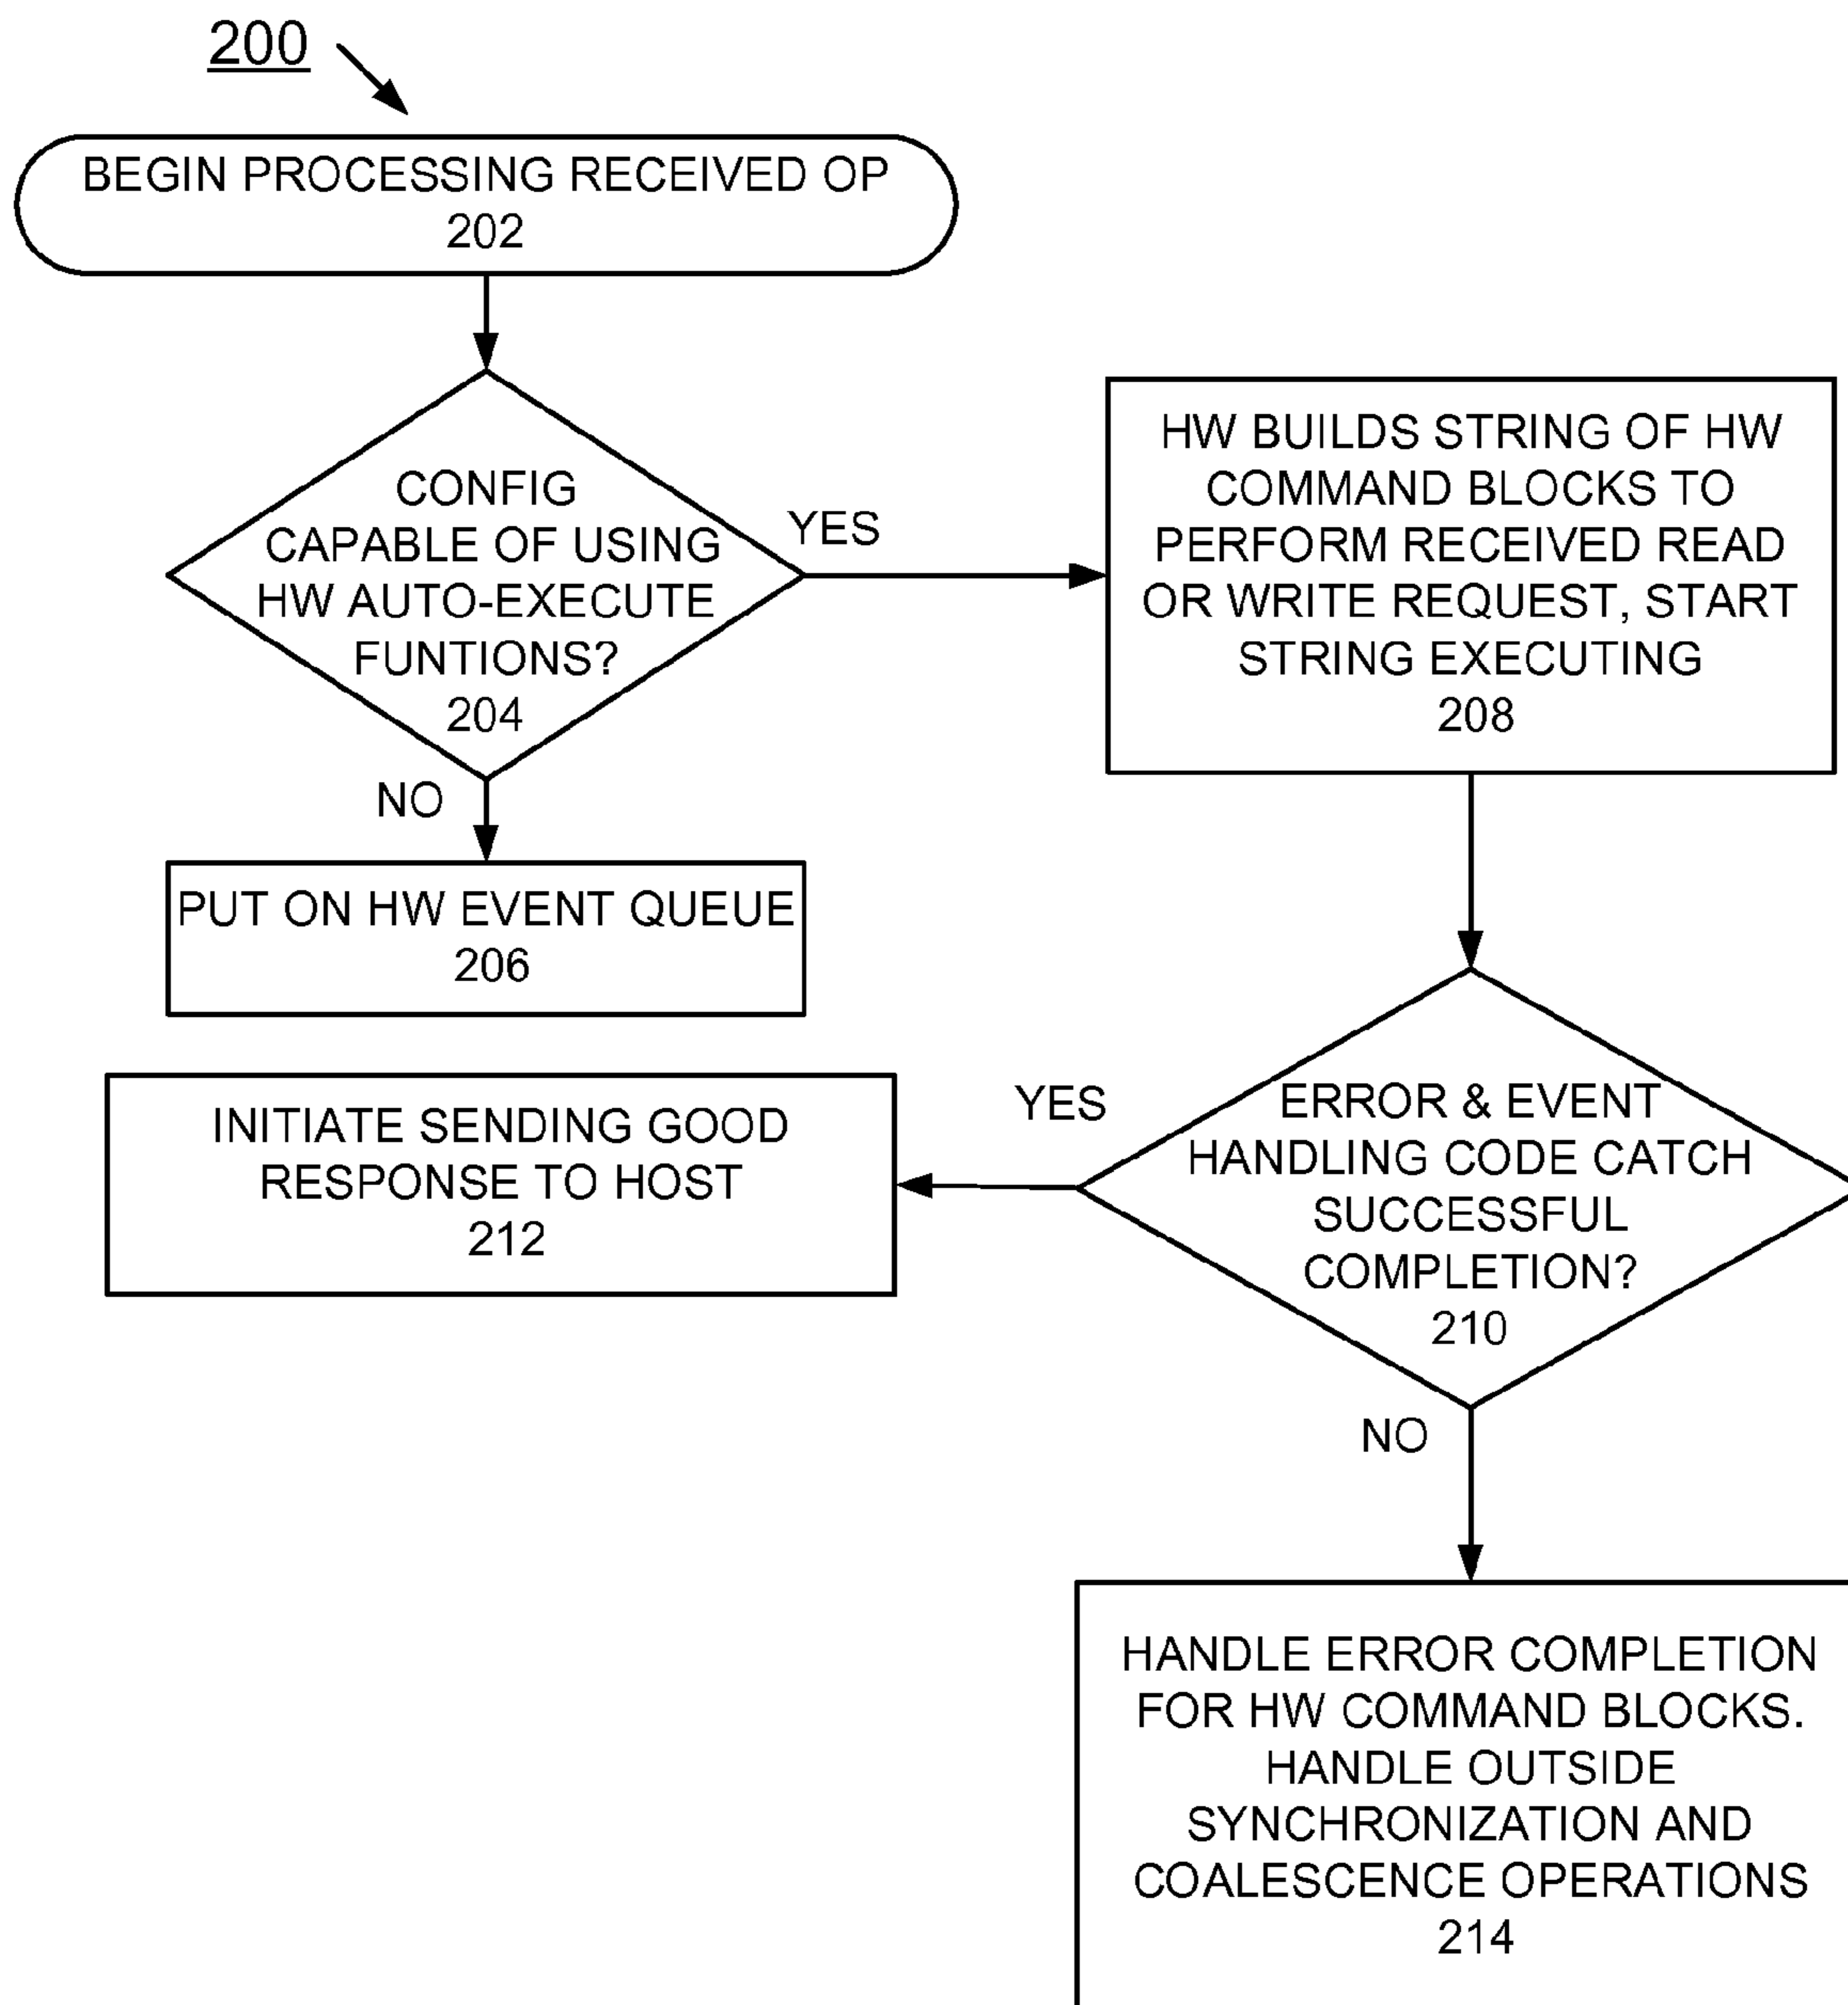 200
BEGIN PROCESSING RECEIVED OP
202
CONFIG
CAPABLE OF USING
HW AUTO-EXECUTE
FUNTIONS?
204
YES
NO
HW BUILDS STRING OF HW
COMMAND BLOCKS TO
PERFORM RECEIVED READ
OR WRITE REQUEST, START
STRING EXECUTING
208
PUT ON HW EVENT QUEUE
206
ERROR & EVENT
HANDLING CODE CATCH
SUCCESSFUL
COMPLETION?
210
YES
NO
INITIATE SENDING GOOD
RESPONSE TO HOST
212
HANDLE ERROR COMPLETION
FOR HW COMMAND BLOCKS.
HANDLE OUTSIDE
SYNCHRONIZATION AND
COALESCENCE OPERATIONS
214